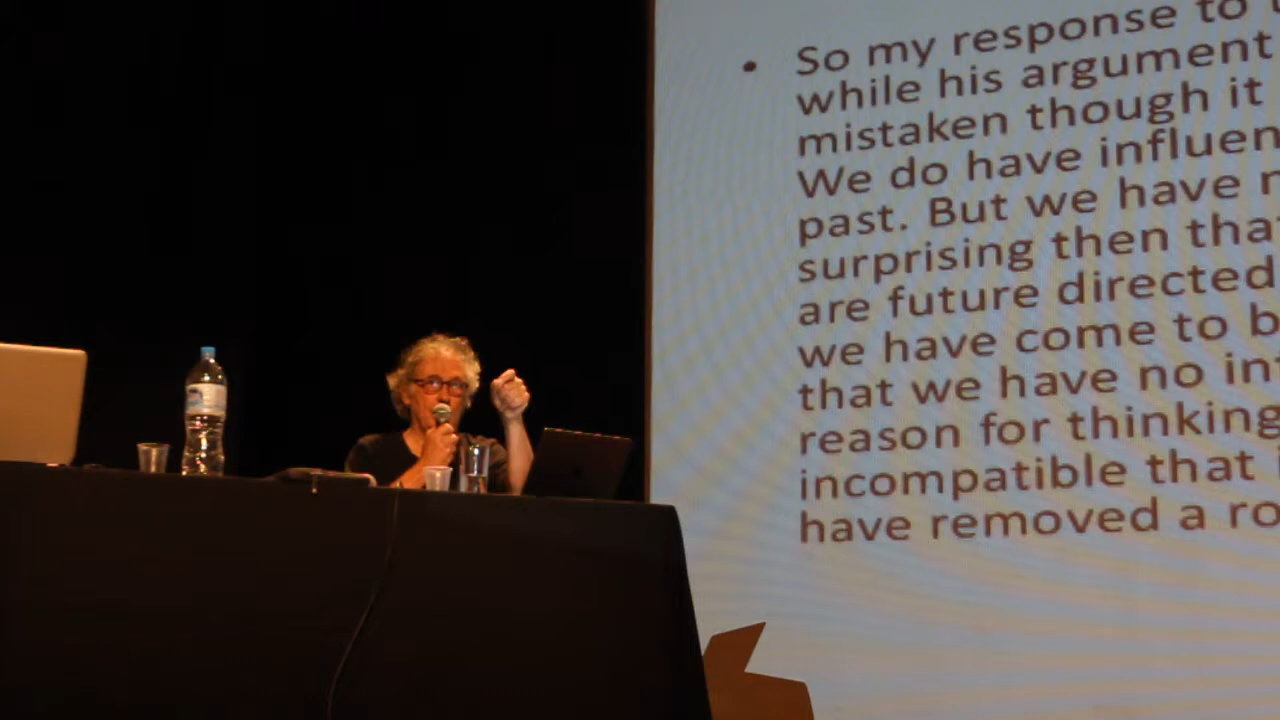 • So my response to
while his argument
mistaken though it
We do have influen
past. But we have
surprising then tha
are future directed
we have come to b
that we have no in
reason for thinking
incompatible that
have removed a ro